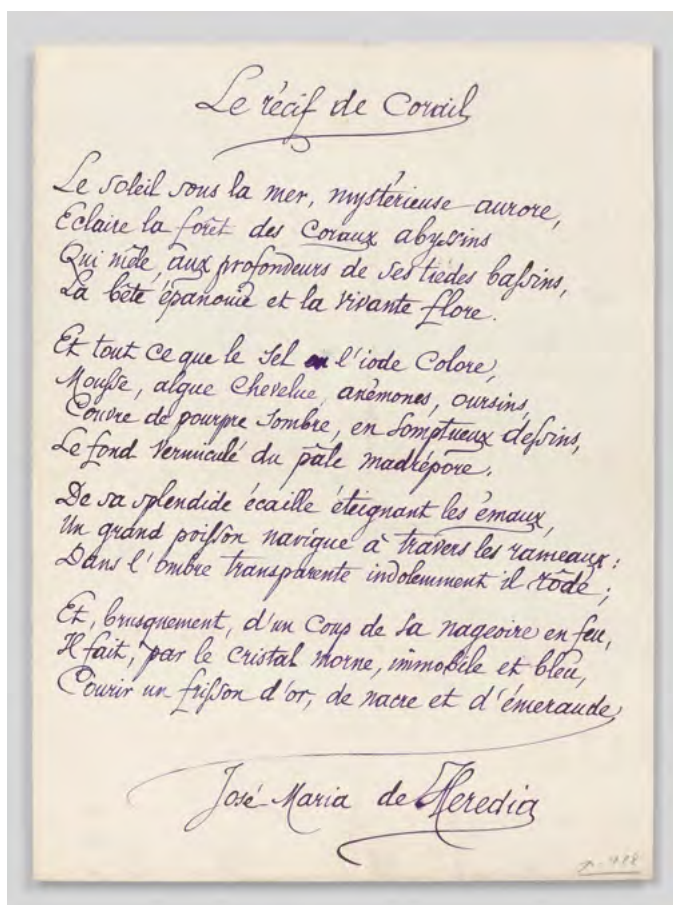 Le récif de Corail
Le soleil sous la mer, mystérieuse aurore,
Eclaire la forêt des Coraux abyssins
Qui mêle, aux profondeurs de ses tièdes bassins,
La bête épanouie et la vivante flore.
Et tout ce que le sel ou l'iode Colore,
Mousse, algue Chevelue, anémones, oursins,
Couvre de pourpre sombre, en somptueux dessins,
Le fond vermiculé du pâle madrépore.
De sa splendide écaille éteignant les émaux,
Un grand poisson navigue à travers les rameaux:
Dans l'ombre transparente indolemment il rôde;
Et, brusquement, d'un Coup de sa nageoire en feu,
Il fait, par le cristal morne, immobile et bleu,
Courir un frisson d'or, de nacre et d'émeraude
José-Maria de Heredia